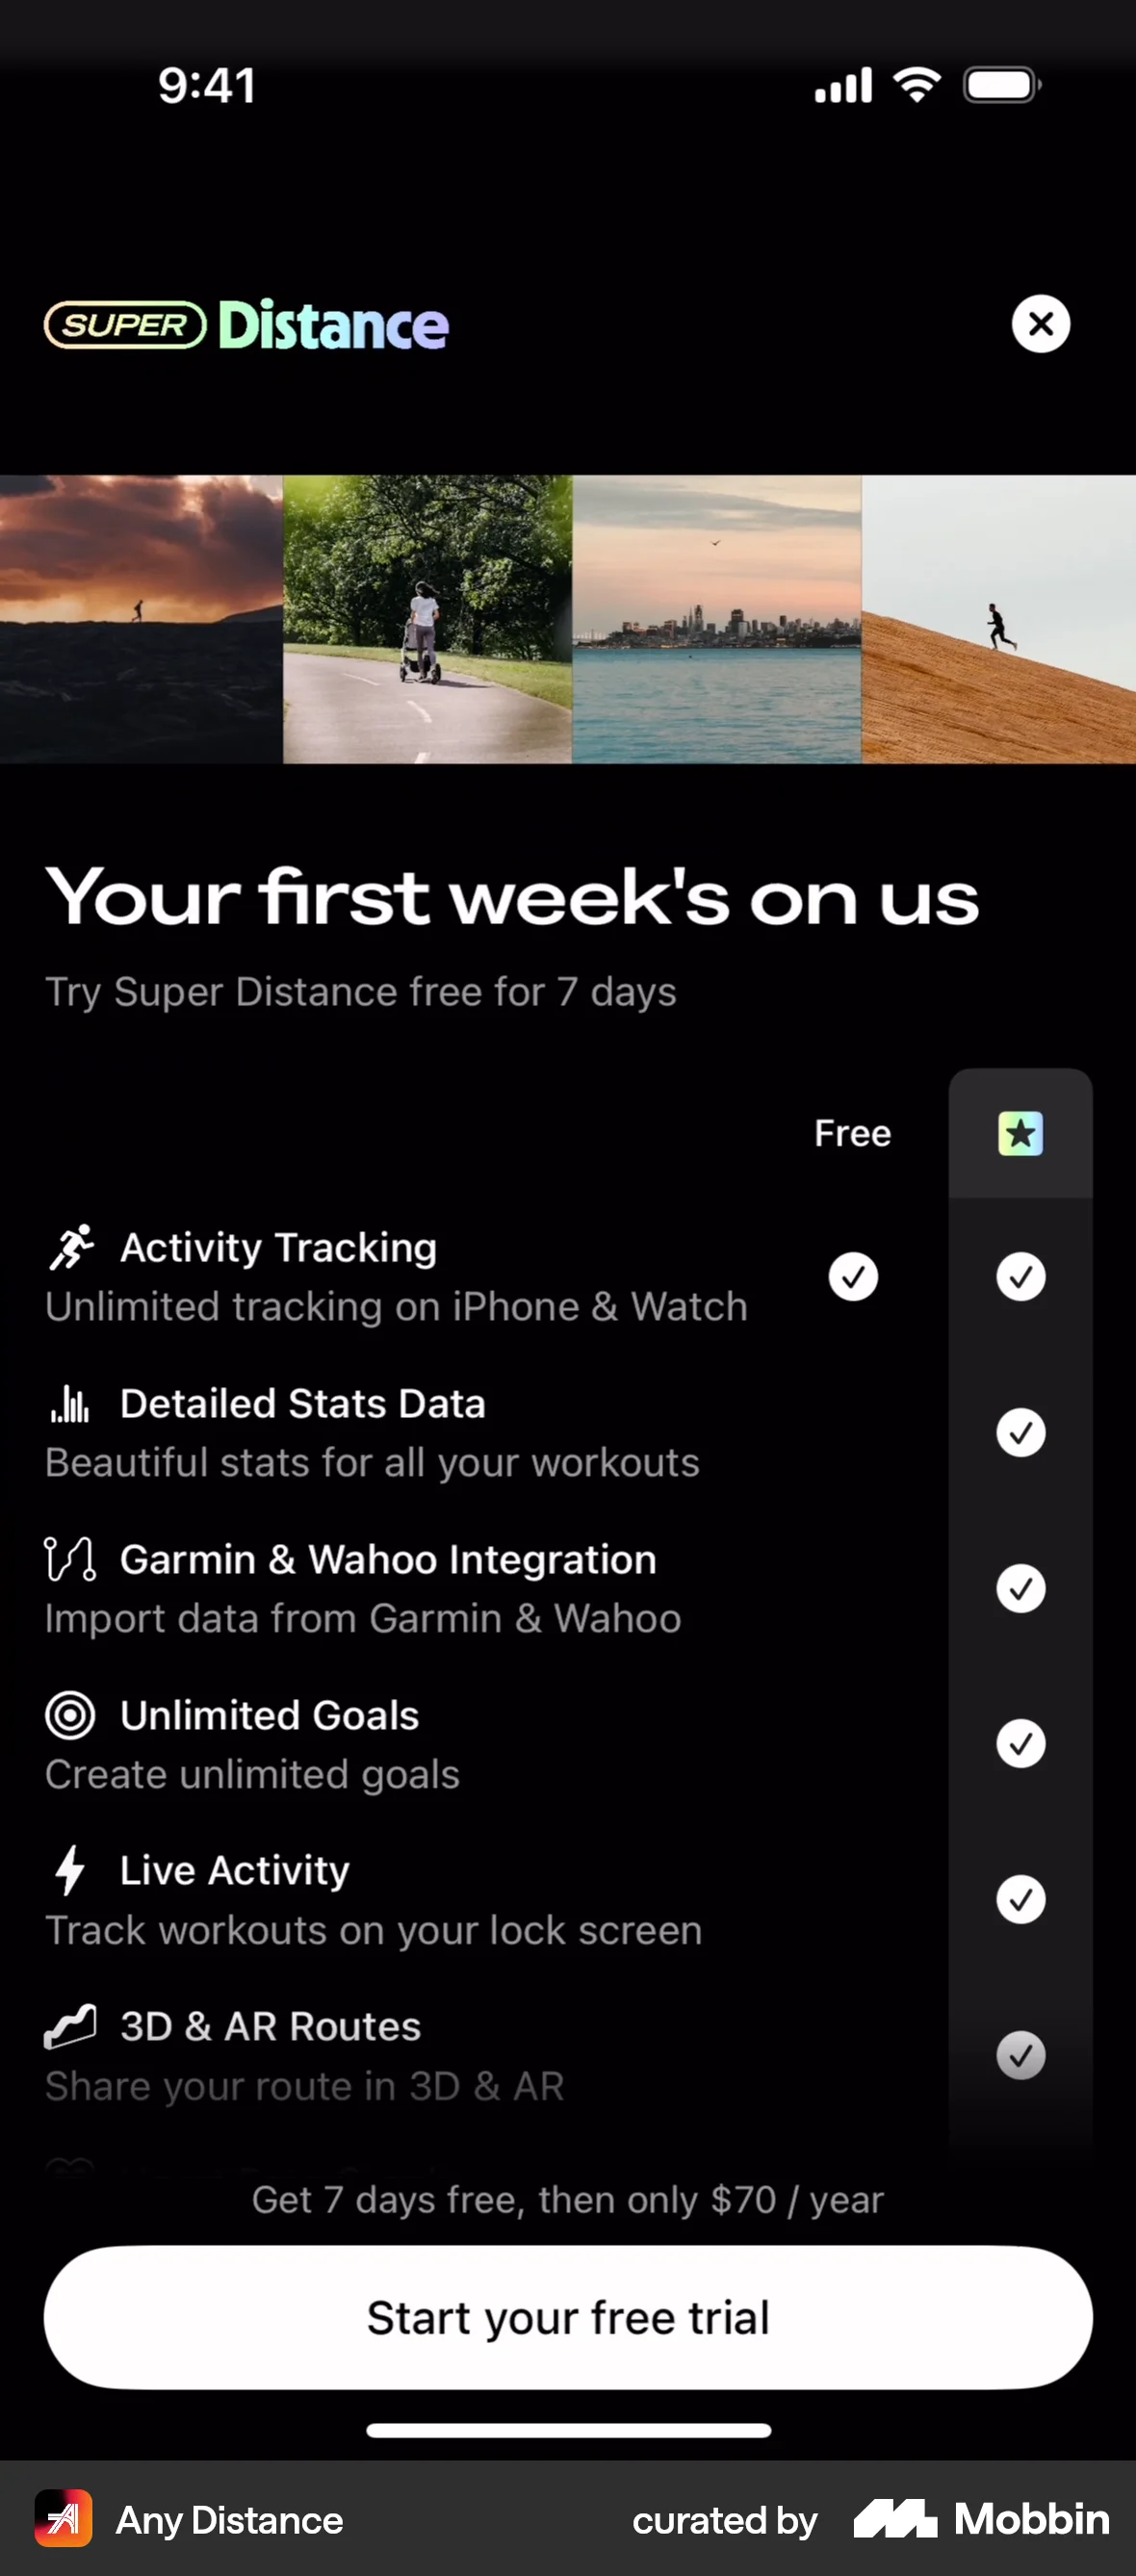 9:41
SUPER Distance
Your first week's on us
Try Super Distance free for 7 days
Free
Activity Tracking
Unlimited tracking on iPhone & Watch
Detailed Stats Data
Beautiful stats for all your workouts
Garmin & Wahoo Integration
Import data from Garmin & Wahoo
Unlimited Goals
Create unlimited goals
Live Activity
Track workouts on your lock screen
3D & AR Routes
Share your route in 3D & AR
Get 7 days free, then only $70 / year
Start your free trial
Any Distance
curated by Mobbin